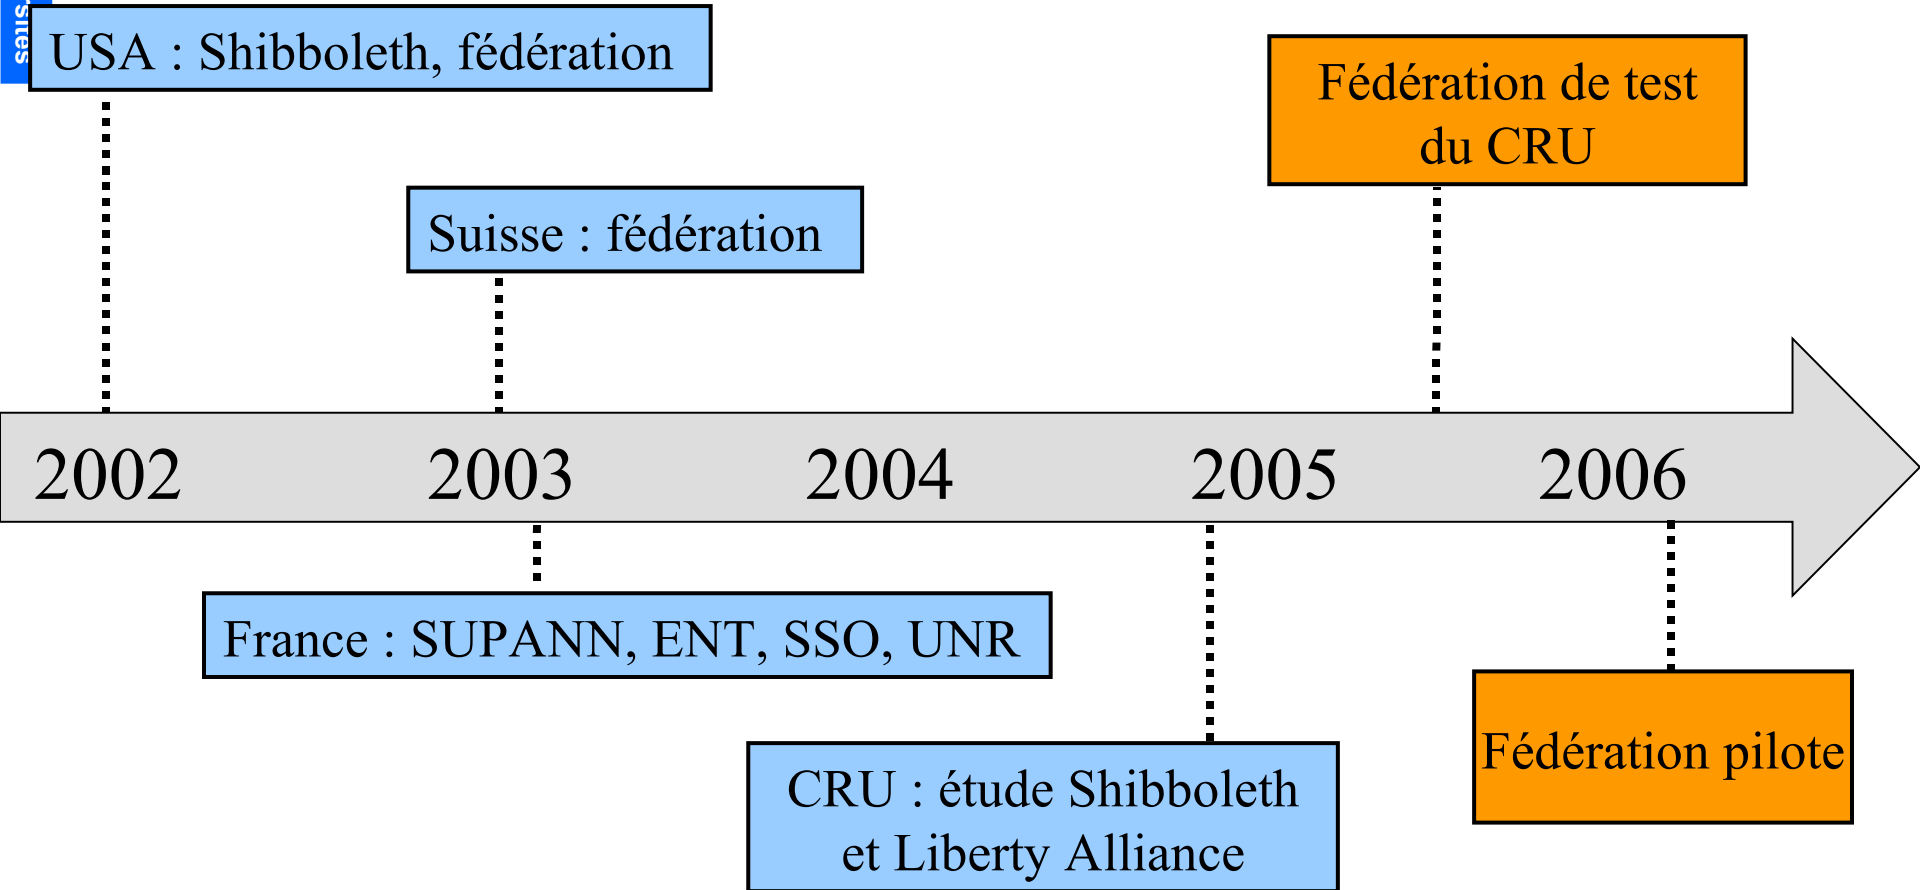 sités
USA : Shibboleth, fédération
Fédération de test
du CRU
Suisse : fédération
2002 2003 2004 2005 2006
France : SUPANN, ENT, SSO, UNR
Fédération pilote
CRU : étude Shibboleth
et Liberty Alliance